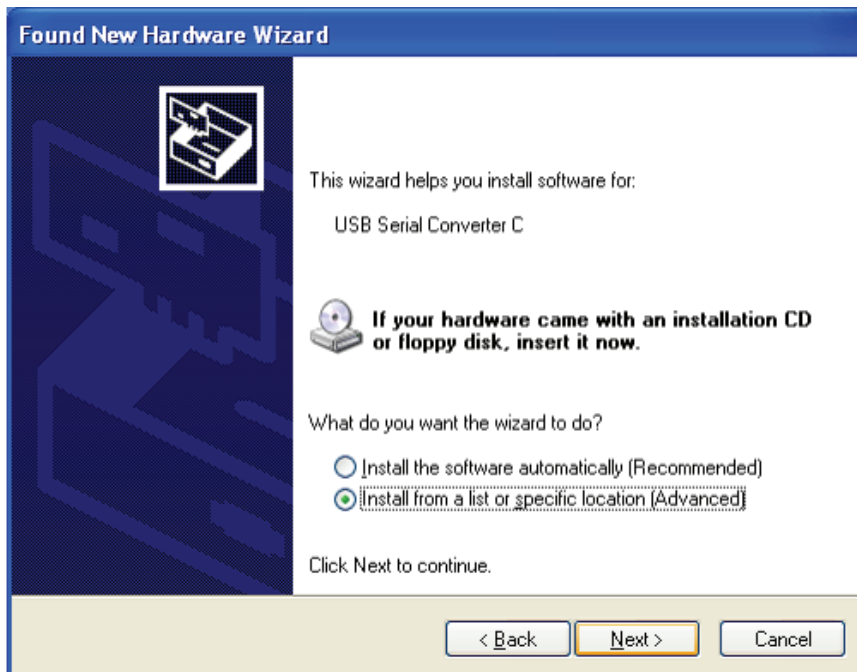 Found New Hardware Wizard
This wizard helps you install software for:
USB Serial Converter C
If your hardware came with an installation CD
or floppy disk, insert it now.
What do you want the wizard to do?
Install the software automatically (Recommended)
Install from a list or specific location (Advanced)
Click Next to continue.
< Back
Next >
Cancel